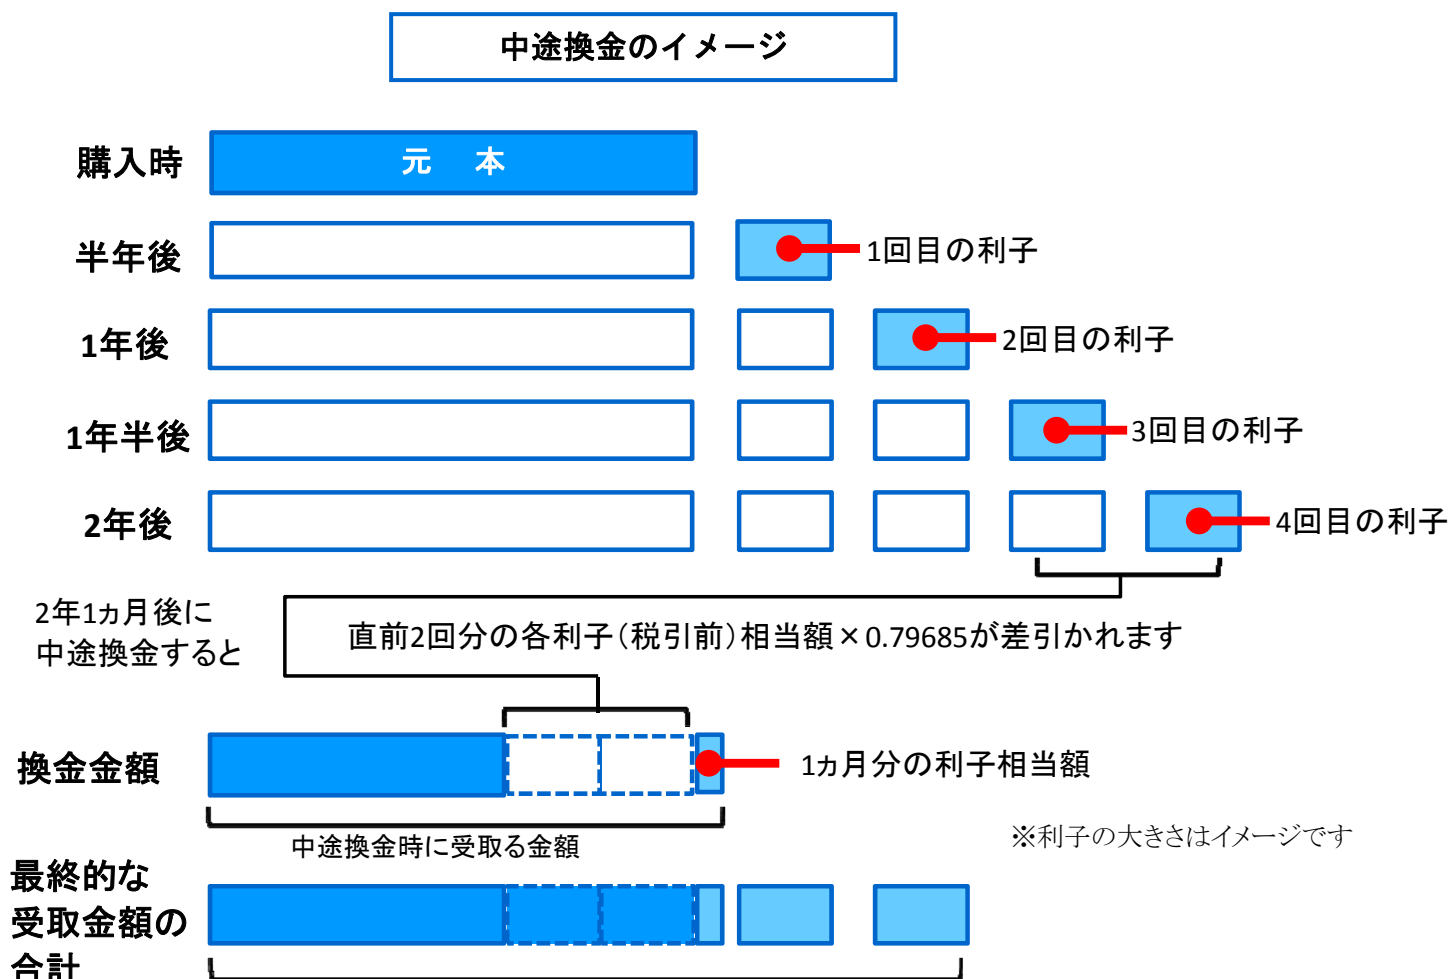 中途換金のイメージ
購入時
元 本
半年後
1回目の利子
1年後
2回目の利子
1年半後
3回目の利子
2年後
4回目の利子
2年1ヵ月後に
中途換金すると
直前2回分の各利子(税引前)相当額×0.79685が差引かれます
換金金額
1ヵ月分の利子相当額
中途換金時に受取る金額
※利子の大きさはイメージです
最終的な
受取金額の
合計